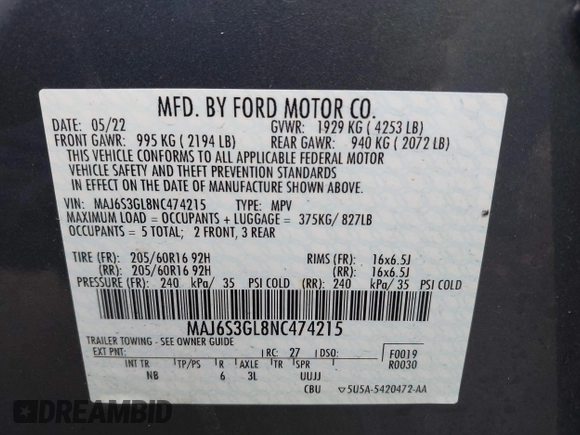 MFD. BY FORD MOTOR CO.
DATE: 05/22 GVWR: 1929 KG ( 4253 LB)
FRONT GAWR: 995 KG ( 2194 LB) REAR GAWR: 940 KG ( 2072 LB)
THIS VEHICLE CONFORMS TO ALL APPLICABLE FEDERAL MOTOR
VEHICLE SAFETY AND THEFT PREVENTION STANDARDS
IN EFFECT ON THE DATE OF MANUFACTURE SHOWN ABOVE.
VIN: MAJ6S3GL8NC474215 TYPE: MPV
MAXIMUM LOAD = OCCUPANTS + LUGGAGE = 375KG/ 827LB
OCCUPANTS = 5 TOTAL; 2 FRONT, 3 REAR
TIRE (FR): 205/60R16 92H RIMS (FR): 16x6.5J
(RR): 205/60R16 92H (RR): 16x6.5J
PRESSURE (FR): 240 kPa/ 35 PSI COLD (RR): 240 kPa/ 35 PSI COLD
MAJ6S3GL8NC474215
TRAILER TOWING - SEE OWNER GUIDE
EXT PNT: RC: 27 DSO: F0019
R0030
INT TR TP/PS R AXLE TR SPR
NB 6 3L UUJJ
CBU ▽5U5A-5420472-AA
DREAMBID